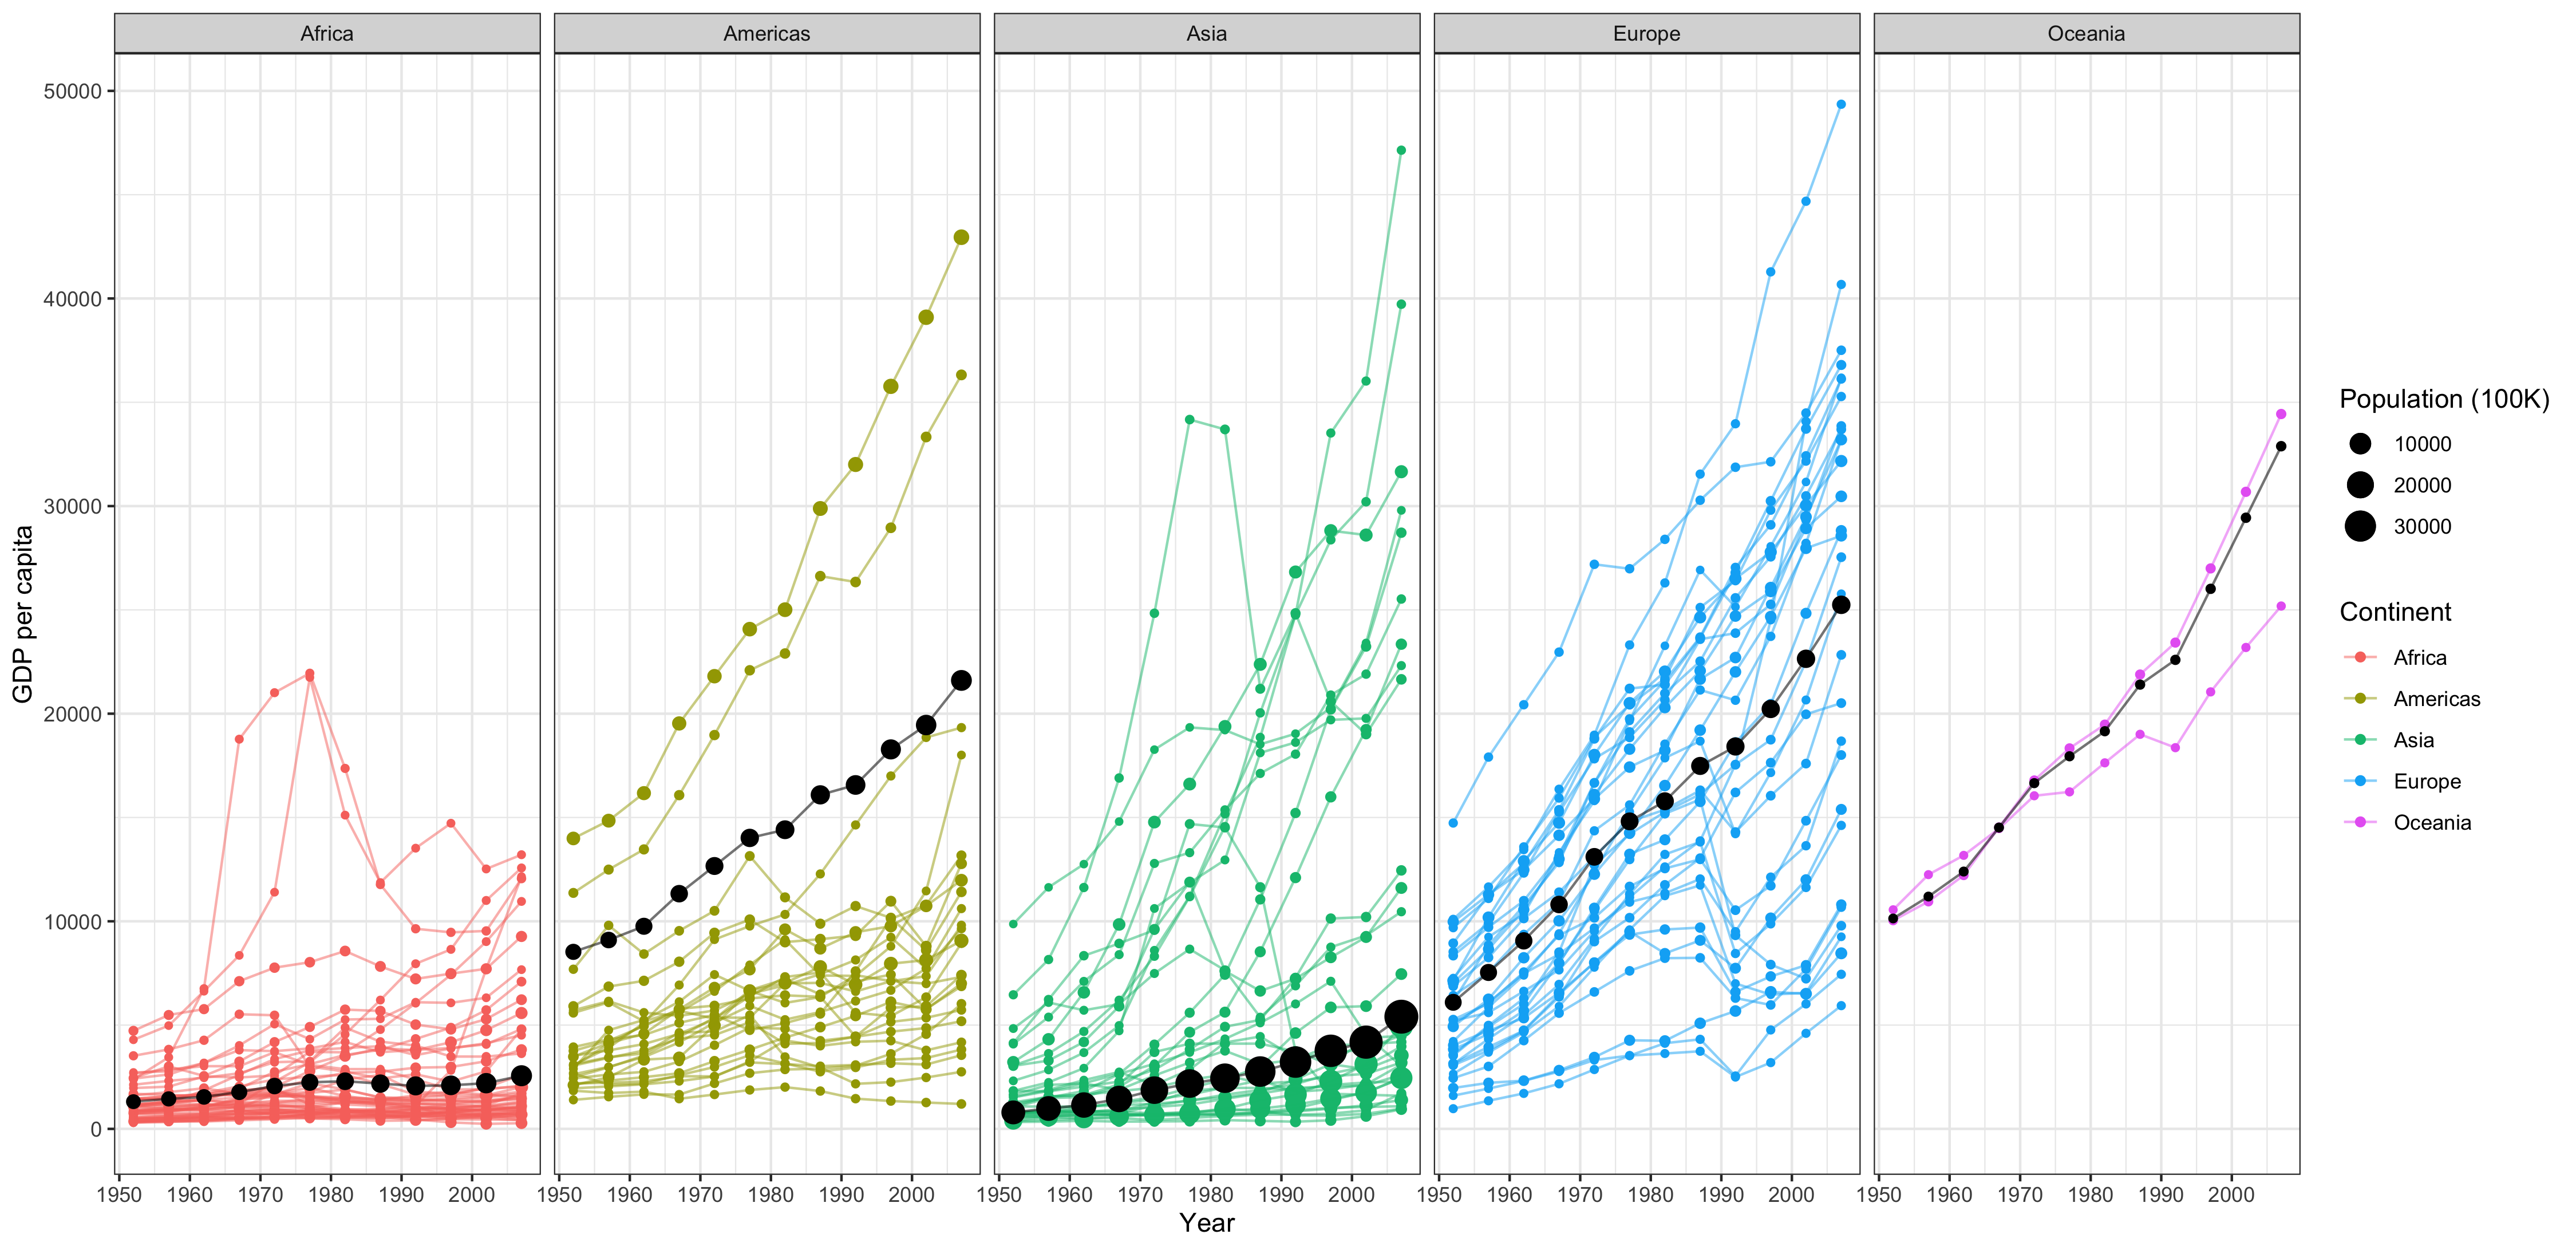 Africa Americas Asia Europe Oceania
50000
40000
30000
20000
10000
0
GDP per capita
1950 1960 1970 1980 1990 2000 1950 1960 1970 1980 1990 2000 1950 1960 1970 1980 1990 2000 1950 1960 1970 1980 1990 2000 1950 1960 1970 1980 1990 2000
Year
Population (100K)
10000
20000
30000
Continent
Africa
Americas
Asia
Europe
Oceania